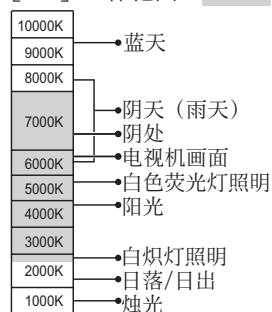 10000K
9000K
蓝天
8000K
阴天（雨天）
7000K
阴处
电视机画面
6000K
白色荧光灯照明
5000K
阳光
4000K
3000K
白炽灯照明
2000K
日落/日出
1000K
烛光